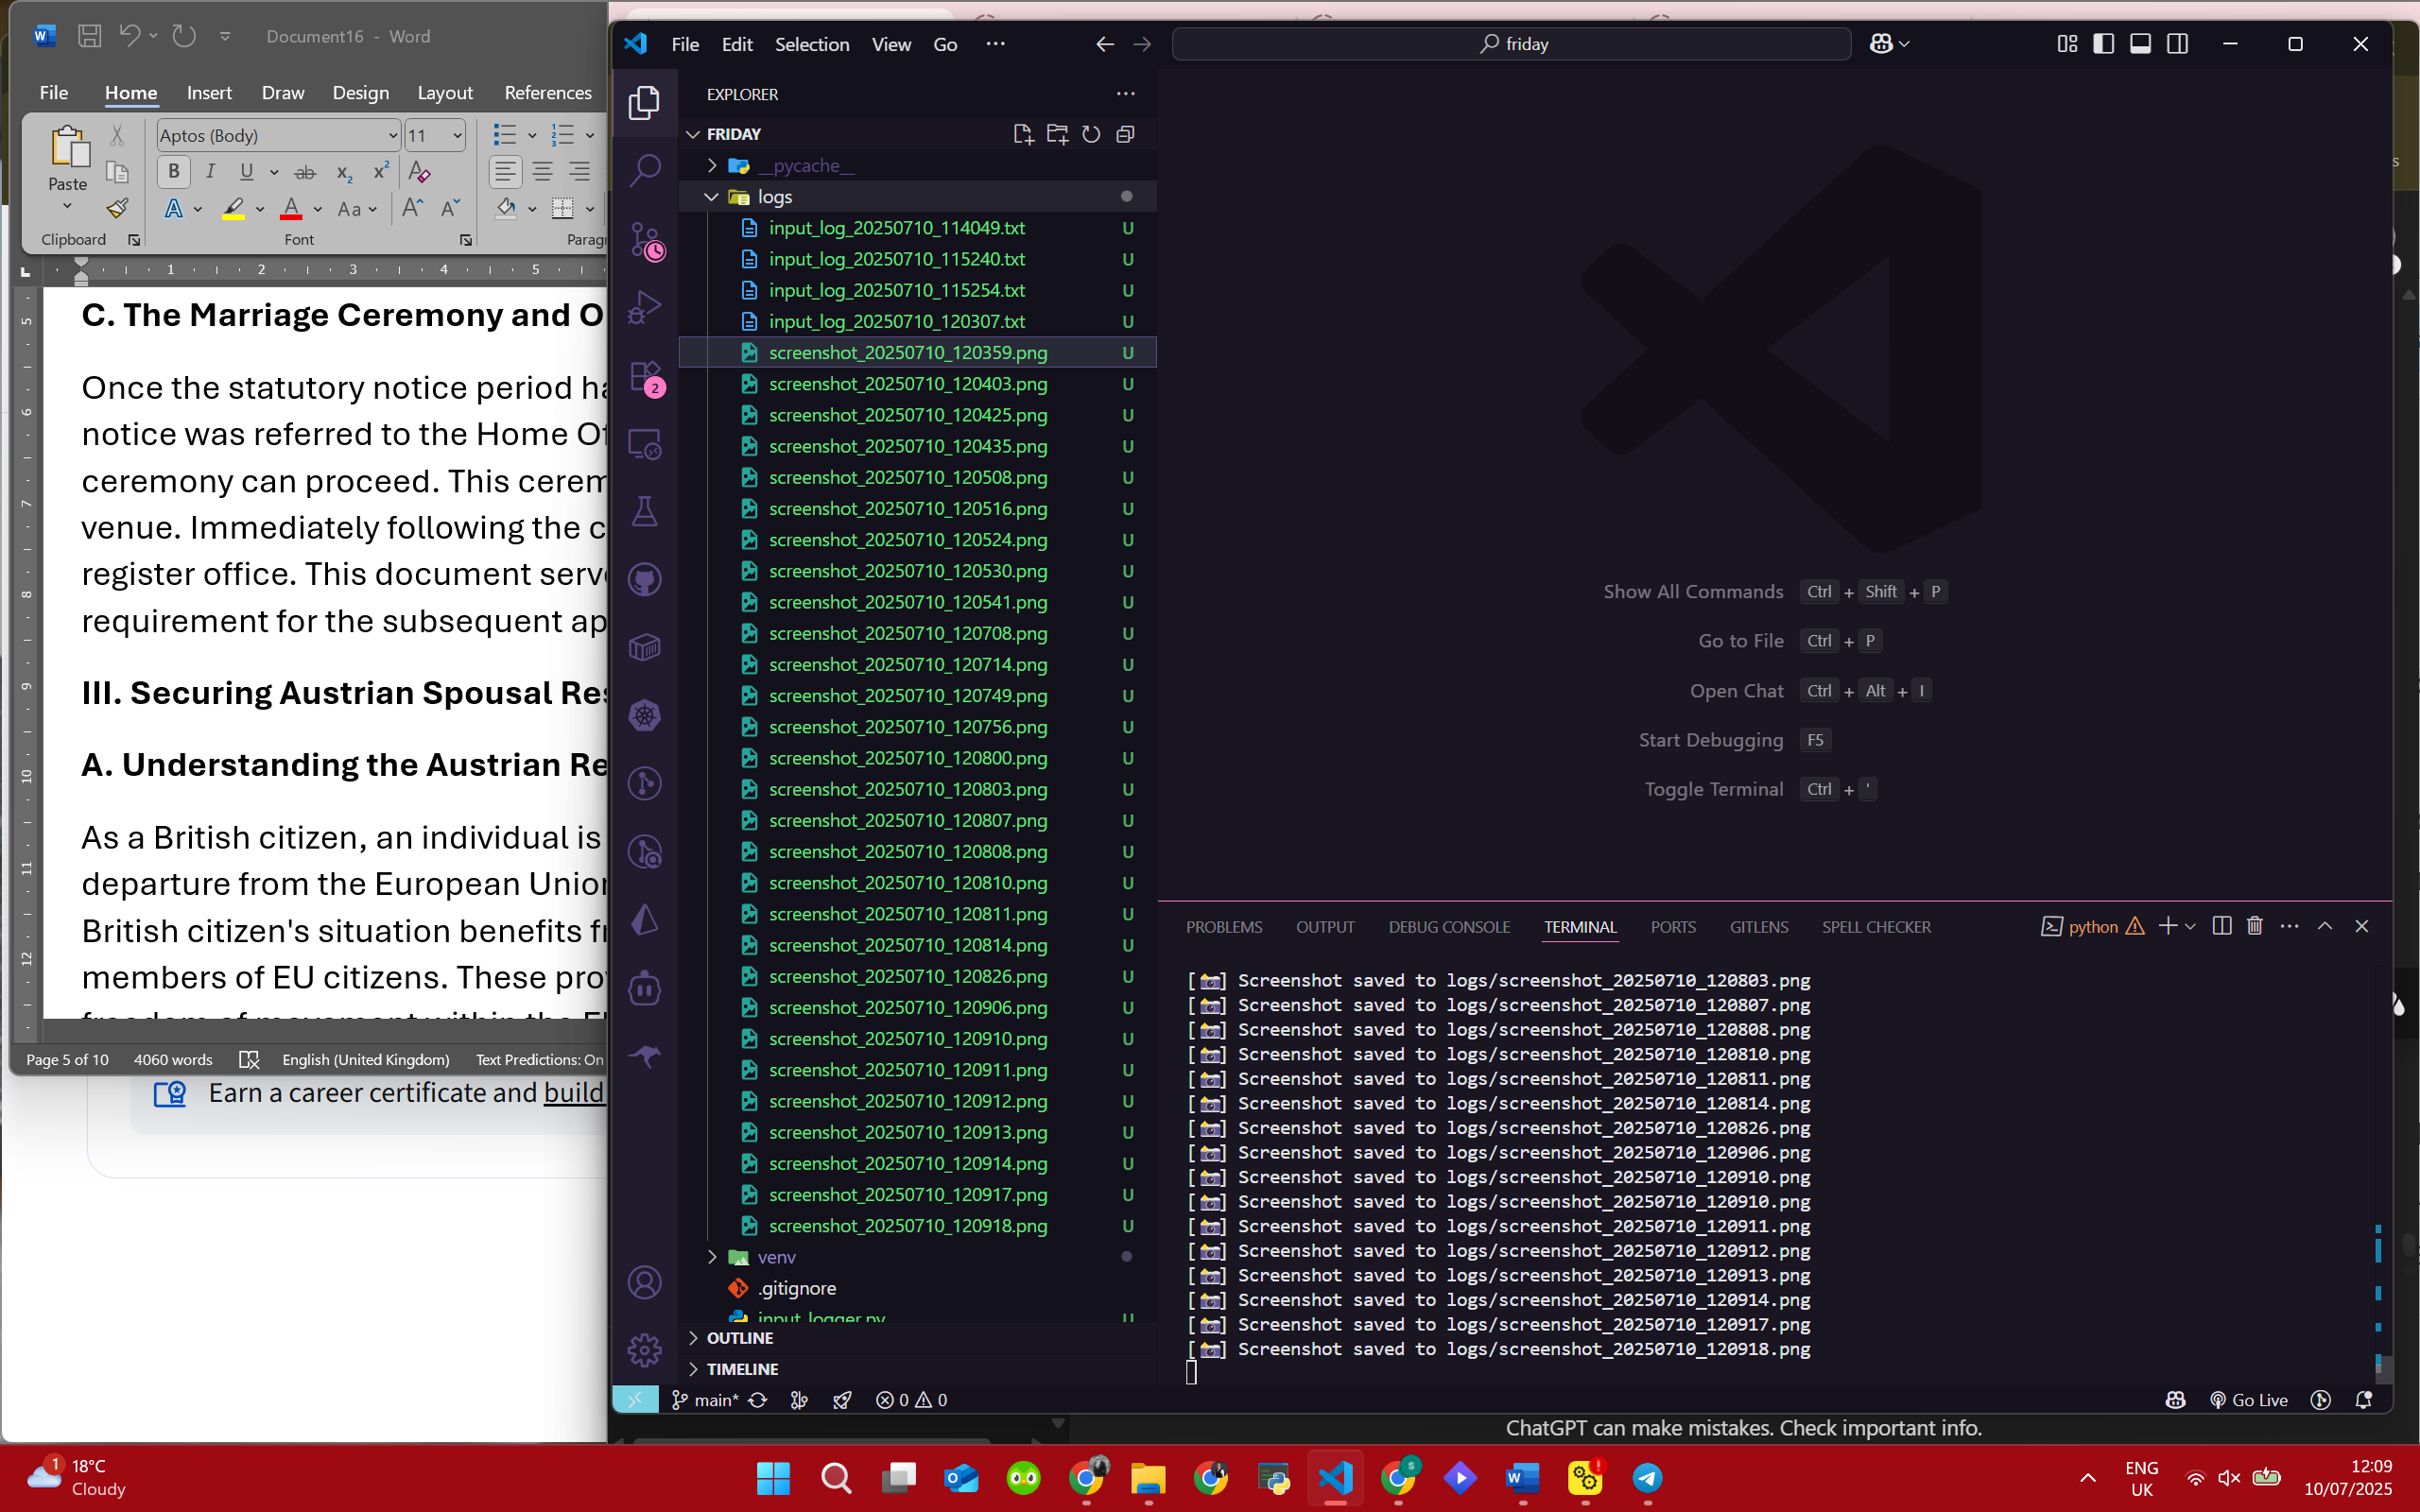 Document16 - Word
File Home Insert Draw Design Layout References
Paste
Aptos (Body) 11
Clipboard
Font
C. The Marriage Ceremony and O
Once the statutory notice period ha
notice was referred to the Home Of
ceremony can proceed. This cerem
venue. Immediately following the c
register office. This document serv
requirement for the subsequent ap
III. Securing Austrian Spousal Res
A. Understanding the Austrian Re
As a British citizen, an individual is
departure from the European Union
British citizen's situation benefits fr
members of EU citizens. These prov
Page 5 of 10 4060 words English (United Kingdom) Text Predictions: On
Earn a career certificate and build
File Edit Selection View Go
friday
EXPLORER
FRIDAY
__pycache__
logs
input_log_20250710_114049.txt U
input_log_20250710_115240.txt U
input_log_20250710_115254.txt U
input_log_20250710_120307.txt U
screenshot_20250710_120359.png U
screenshot_20250710_120403.png U
screenshot_20250710_120425.png U
screenshot_20250710_120435.png U
screenshot_20250710_120508.png U
screenshot_20250710_120516.png U
screenshot_20250710_120524.png U
screenshot_20250710_120530.png U
screenshot_20250710_120541.png U
screenshot_20250710_120708.png U
screenshot_20250710_120714.png U
screenshot_20250710_120749.png U
screenshot_20250710_120756.png U
screenshot_20250710_120800.png U
screenshot_20250710_120803.png U
screenshot_20250710_120807.png U
screenshot_20250710_120808.png U
screenshot_20250710_120810.png U
screenshot_20250710_120811.png U
screenshot_20250710_120814.png U
screenshot_20250710_120826.png U
screenshot_20250710_120906.png U
screenshot_20250710_120910.png U
screenshot_20250710_120911.png U
screenshot_20250710_120912.png U
screenshot_20250710_120913.png U
screenshot_20250710_120914.png U
screenshot_20250710_120917.png U
screenshot_20250710_120918.png U
venv
.gitignore
input_logger.py U
OUTLINE
TIMELINE
main* 0 0
Show All Commands Ctrl + Shift + P
Go to File Ctrl + P
Open Chat Ctrl + Alt + I
Start Debugging F5
Toggle Terminal Ctrl + '
PROBLEMS OUTPUT DEBUG CONSOLE TERMINAL PORTS GITLENS SPELL CHECKER
python
[📸] Screenshot saved to logs/screenshot_20250710_120803.png
[📸] Screenshot saved to logs/screenshot_20250710_120807.png
[📸] Screenshot saved to logs/screenshot_20250710_120808.png
[📸] Screenshot saved to logs/screenshot_20250710_120810.png
[📸] Screenshot saved to logs/screenshot_20250710_120811.png
[📸] Screenshot saved to logs/screenshot_20250710_120814.png
[📸] Screenshot saved to logs/screenshot_20250710_120826.png
[📸] Screenshot saved to logs/screenshot_20250710_120906.png
[📸] Screenshot saved to logs/screenshot_20250710_120910.png
[📸] Screenshot saved to logs/screenshot_20250710_120910.png
[📸] Screenshot saved to logs/screenshot_20250710_120911.png
[📸] Screenshot saved to logs/screenshot_20250710_120912.png
[📸] Screenshot saved to logs/screenshot_20250710_120913.png
[📸] Screenshot saved to logs/screenshot_20250710_120914.png
[📸] Screenshot saved to logs/screenshot_20250710_120917.png
[📸] Screenshot saved to logs/screenshot_20250710_120918.png
Go Live
ChatGPT can make mistakes. Check important info.
18°C
Cloudy
ENG
UK
12:09
10/07/2025